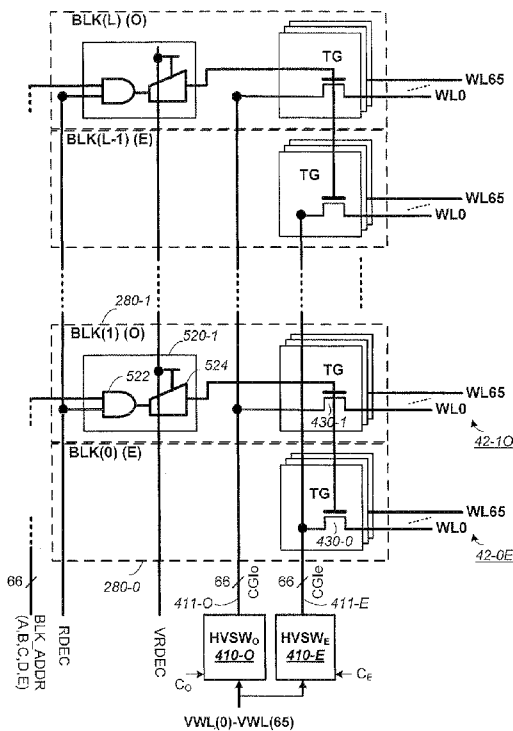 BLK(L) (O)
TG
WL65
WL0
BLK(L-1) (E)
TG
WL65
WL0
280-1
BLK(1) (O)
520-1
522
524
TG
WL65
WL0
430-1
42-1O
BLK(0) (E)
TG
WL65
WL0
430-0
42-0E
280-0
66
BLK_ADDR
(A,B,C,D,E)
RDEC
VRDEC
66
CGIo
66
CGIe
411-O
411-E
HVSWO
410-O
HVSWE
410-E
CO
CE
VWL(0)-VWL(65)